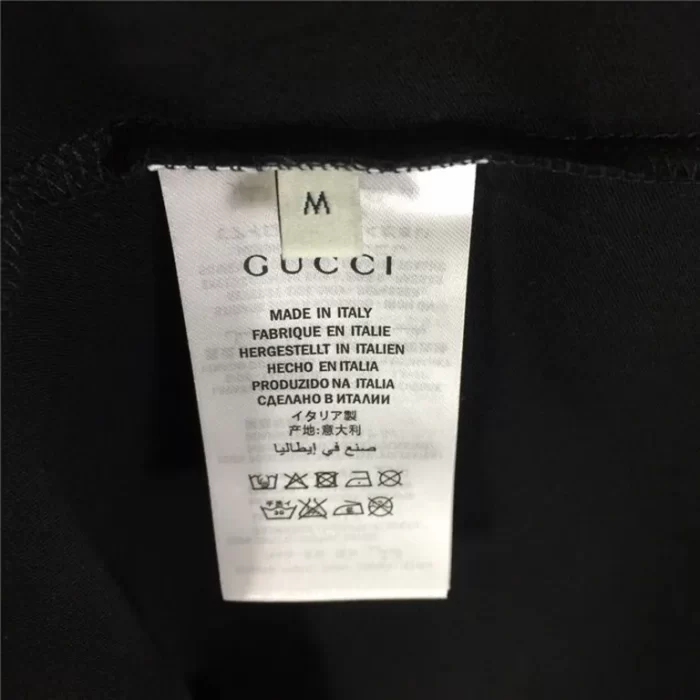 M
GUCCI
MADE IN ITALY
FABRIQUE EN ITALIE
HERGESTELLT IN ITALIEN
HECHO EN ITALIA
PRODUZIDO NA ITALIA
СДЕЛАНО В ИТАЛИИ
イタリア製
产地:意大利
صنع في إيطاليا